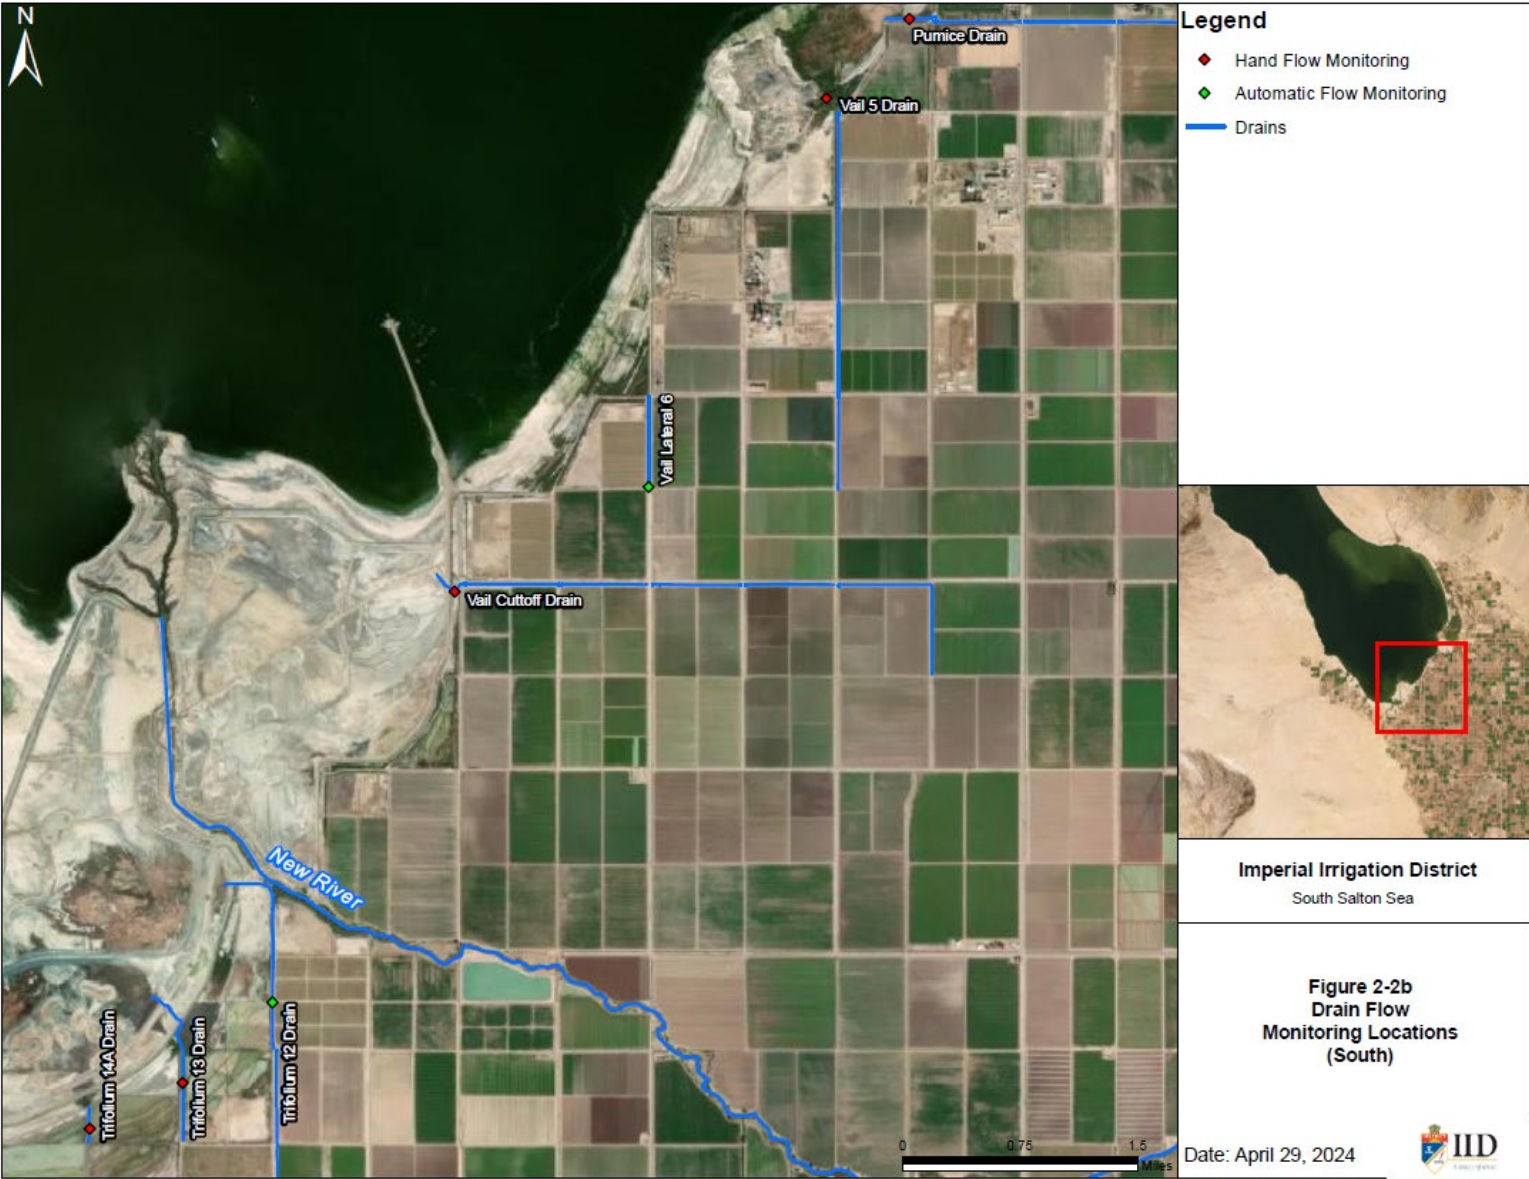 N
Pumice Drain
Vail 5 Drain
Vail Lateral 6
Vail Cuttoff Drain
New River
Trifolium 14A Drain
Trifolium 13 Drain
Trifolium 12 Drain
0 0.75 1.5
Miles
Legend
Hand Flow Monitoring
Automatic Flow Monitoring
Drains
Imperial Irrigation District
South Salton Sea
Figure 2-2b
Drain Flow
Monitoring Locations
(South)
Date: April 29, 2024
IID